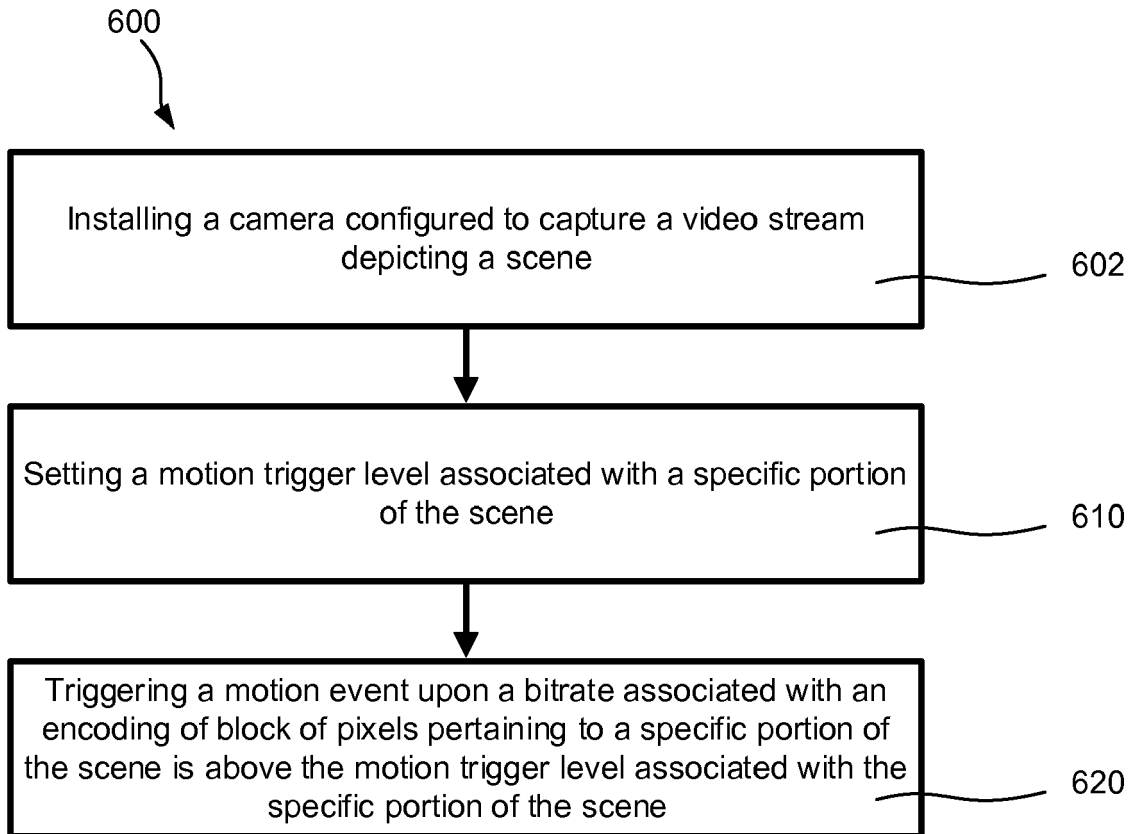 600
Installing a camera configured to capture a video stream
depicting a scene
602
Setting a motion trigger level associated with a specific portion
of the scene
610
Triggering a motion event upon a bitrate associated with an
encoding of block of pixels pertaining to a specific portion of
the scene is above the motion trigger level associated with the
specific portion of the scene
620